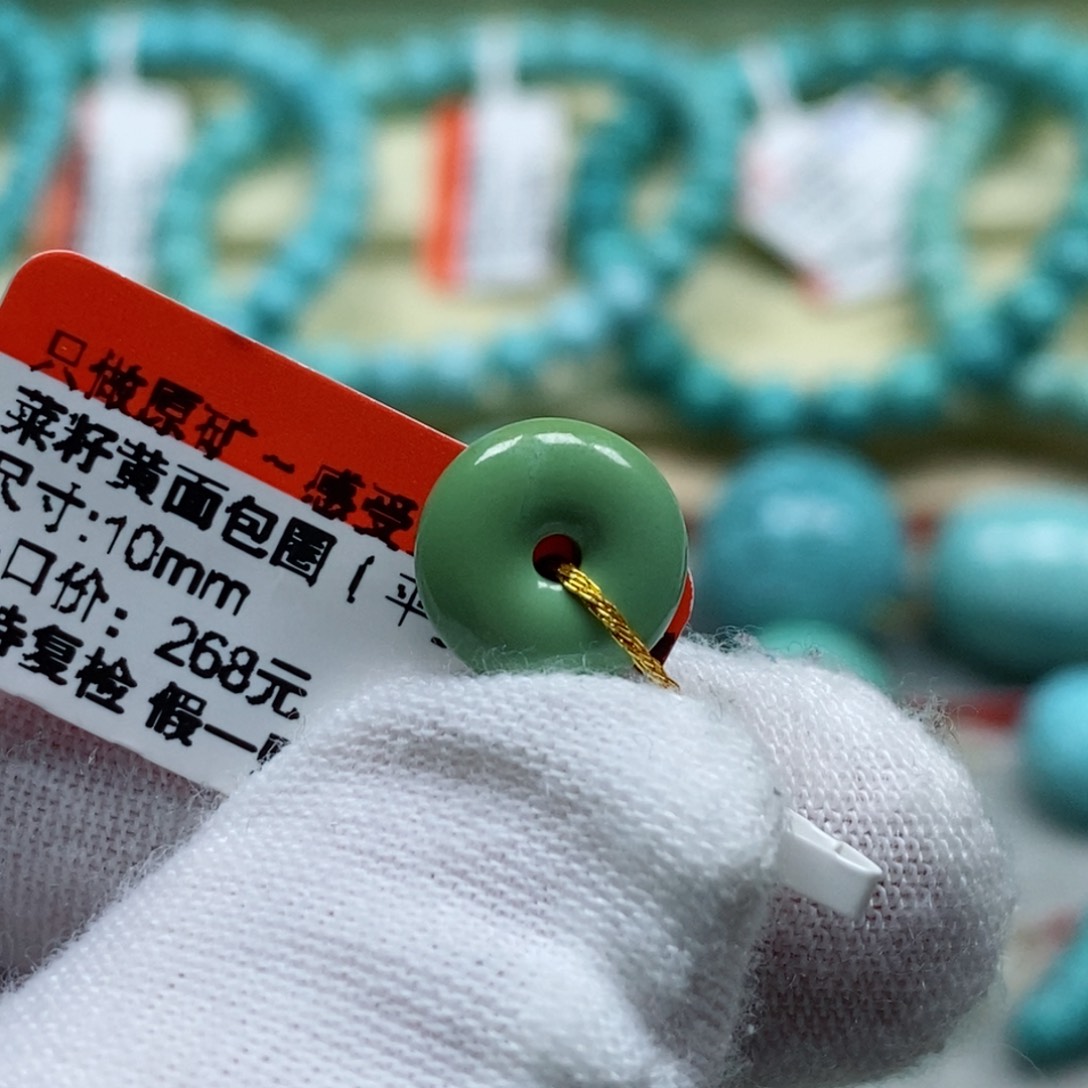 只做原矿~感受
菜籽黄面包圈(平
尺寸:10mm
口价: 268元
持复检 假一